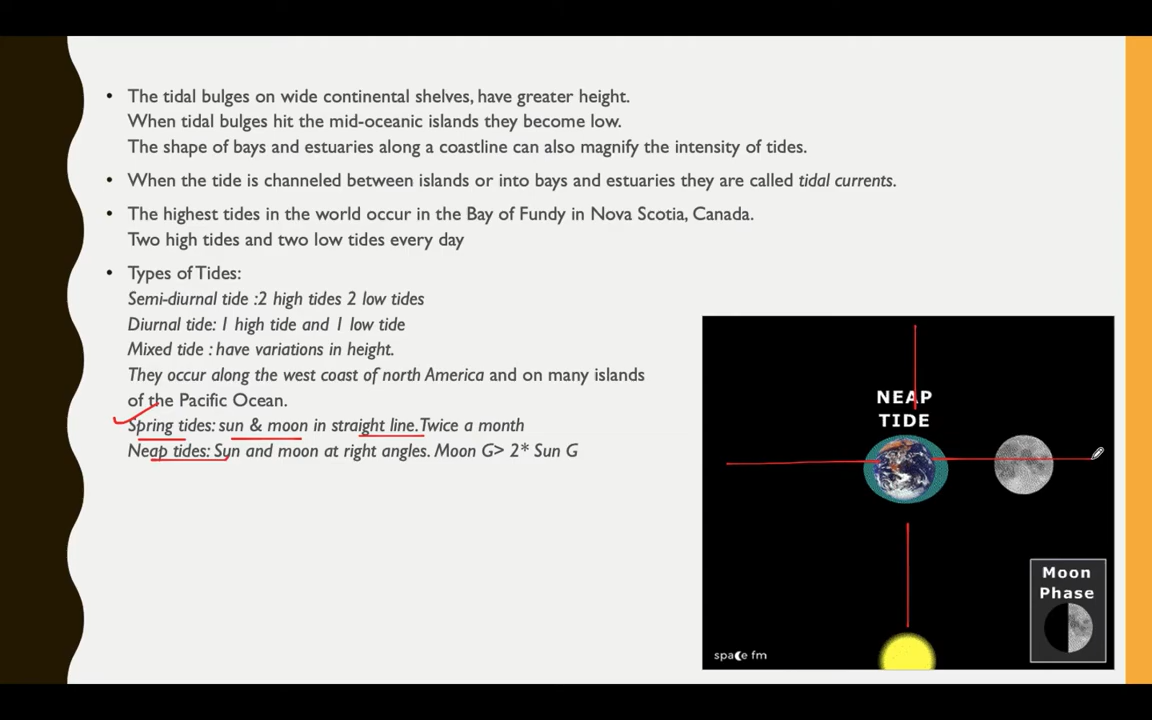 • The tidal bulges on wide continental shelves, have greater height.
When tidal bulges hit the mid-oceanic islands they become low.
The shape of bays and estuaries along a coastline can also magnify the intensity of tides.
• When the tide is channeled between islands or into bays and estuaries they are called tidal currents.
• The highest tides in the world occur in the Bay of Fundy in Nova Scotia, Canada.
Two high tides and two low tides every day
• Types of Tides:
Semi-diurnal tide :2 high tides 2 low tides
Diurnal tide: 1 high tide and 1 low tide
Mixed tide : have variations in height.
They occur along the west coast of north America and on many islands
of the Pacific Ocean.
Spring tides: sun & moon in straight line. Twice a month
Neap tides: Sun and moon at right angles. Moon G> 2* Sun G
NEAP
TIDE
Moon
Phase
space fm